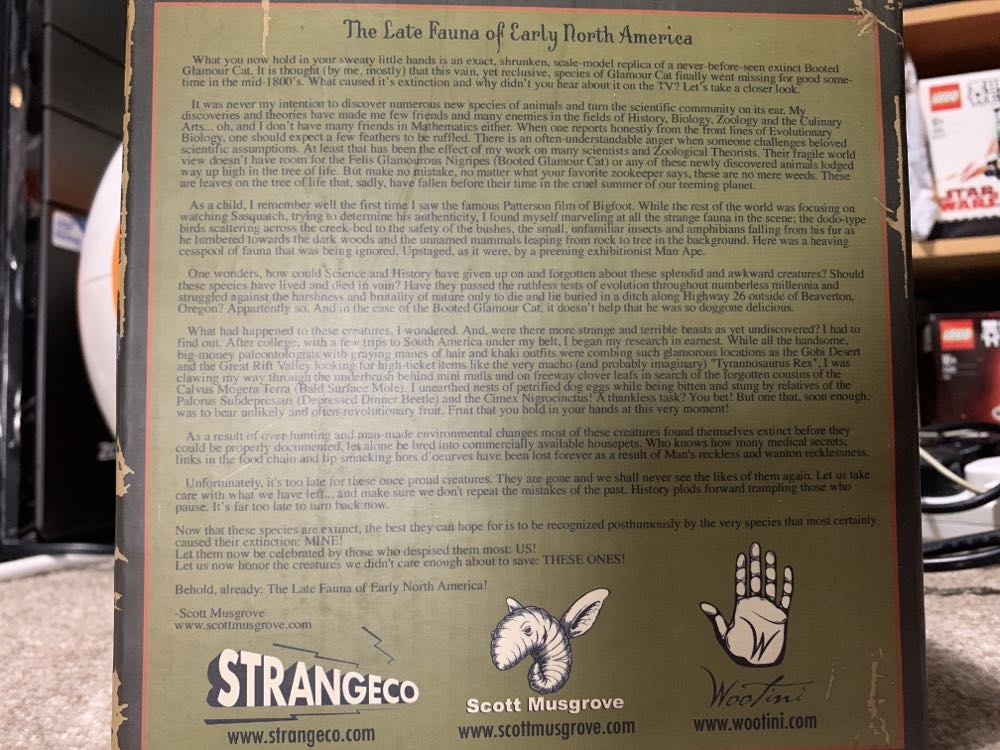 The Late Fauna of Early North America
What you now hold in your sweaty little hands is an exact, shrunken, scale-model replica of a never-before-seen extinct Booted
Glamour Cat. It is thought (by me, mostly) that this vain, yet reclusive, species of Glamour Cat finally went missing for good some-
time in the mid-1800's. What caused it's extinction and why didn't you hear about it on the TV? Let's take a closer look.
It was never my intention to discover numerous new species of animals and turn the scientific community on its ear. My
discoveries and theories have made me few friends and many enemies in the fields of History, Biology, Zoology and the Culinary
Arts... oh, and I don't have many friends in Mathematics either. When one reports honestly from the front lines of Evolutionary
Biology, one should expect a few feathers to be ruffled. There is an often-understandable anger when someone challenges beloved
scientific assumptions. At least that has been the effect of my work on many scientists and Zoological Theorists. Their fragile world
view doesn't have room for the Felis Glamourous Nigripes (Booted Glamour Cat) or any of these newly discovered animals lodged
way up high in the tree of life. But make no mistake, no matter what your favorite zookeeper says, these are no mere weeds. These
are leaves on the tree of life that, sadly, have fallen before their time in the cruel summer of our teeming planet.
As a child, I remember well the first time I saw the famous Patterson film of Bigfoot. While the rest of the world was focusing on
watching Sasquatch, trying to determine his authenticity, I found myself marveling at all the strange fauna in the scene; the dodo-type
birds scattering across the creek-bed to the safety of the bushes, the small, unfamiliar insects and amphibians falling from his fur as
he lumbered towards the dark woods and the unnamed mammals leaping from rock to tree in the background. Here was a heaving
cesspool of fauna that was being ignored. Upstaged, as it were, by a preening exhibitionist Man Ape.
One wonders, how could Science and History have given up on and forgotten about these splendid and awkward creatures? Should
these species have lived and died in vain? Have they passed the ruthless tests of evolution throughout numberless millennia and
struggled against the harshness and brutality of nature only to die and lie buried in a ditch along Highway 26 outside of Beaverton,
Oregon? Appartently so. And in the case of the Booted Glamour Cat, it doesn't help that he was so doggone delicious.
What had happened to these creatures, I wondered. And, were there more strange and terrible beasts as yet undiscovered? I had to
find out. After college, with a few trips to South America under my belt, I began my research in earnest. While all the handsome,
big-money paleontologists with graying manes of hair and khaki outfits were combing such glamorous locations as the Gobi Desert
and the Great Rift Valley looking for high-ticket items like the very macho (and probably imaginary) "Tyrannosaurus Rex", I was
clawing my way through the underbrush behind mini malls and on freeway clover leafs in search of the forgotten cousins of the
Calvus Mogera Terra (Bald Surface Mole). I unearthed nests of petrified dog eggs while being bitten and stung by relatives of the
Palorus Subdepressus (Depressed Dinner Beetle) and the Cimex Nigrocinctus! A thankless task? You bet! But one that, soon enough,
was to bear unlikely and often-revolutionary fruit. Fruit that you hold in your hands at this very moment!
As a result of over-hunting and man-made environmental changes most of these creatures found themselves extinct before they
could be properly documented, let alone be bred into commercially available housepets. Who knows how many medical secrets,
links in the food chain and lip smacking hors d'oeurves have been lost forever as a result of Man's reckless and wanton recklessness.
Unfortunately, it's too late for these once proud creatures. They are gone and we shall never see the likes of them again. Let us take
care with what we have left... and make sure we don't repeat the mistakes of the past. History plods forward trampling those who
pause. It's far too late to turn back now.
Now that these species are extinct, the best they can hope for is to be recognized posthumously by the very species that most certainly
caused their extinction: MINE!
Let them now be celebrated by those who despised them most: US!
Let us now honor the creatures we didn't care enough about to save: THESE ONES!
Behold, already: The Late Fauna of Early North America!
-Scott Musgrove
www.scottmusgrove.com
STRANGECO
www.strangeco.com
Scott Musgrove
www.scottmusgrove.com
W
Wootini
www.wootini.com
LEGO
STAR
WARS
LEGO